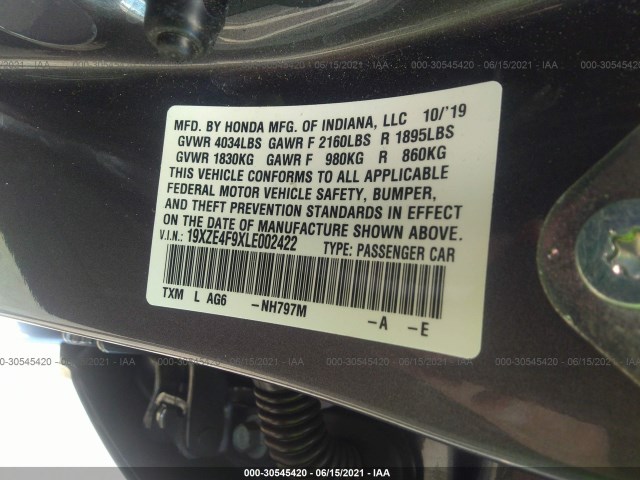 000-30545420 - 06/15/2021 - IAA
MFD. BY HONDA MFG. OF INDIANA, LLC 10/'19
GVWR 4034LBS GAWR F 2160LBS R 1895LBS
GVWR 1830KG GAWR F 980KG R 860KG
THIS VEHICLE CONFORMS TO ALL APPLICABLE
FEDERAL MOTOR VEHICLE SAFETY, BUMPER,
AND THEFT PREVENTION STANDARDS IN EFFECT
ON THE DATE OF MANUFACTURE SHOWN ABOVE.
V.I.N.: 19XZE4F9XLE002422 TYPE: PASSENGER CAR
TXM L AG6 -NH797M -A -E
000-30545420 - 06/15/2021 - IAA
000-30545420 - 06/15/2021 - IAA